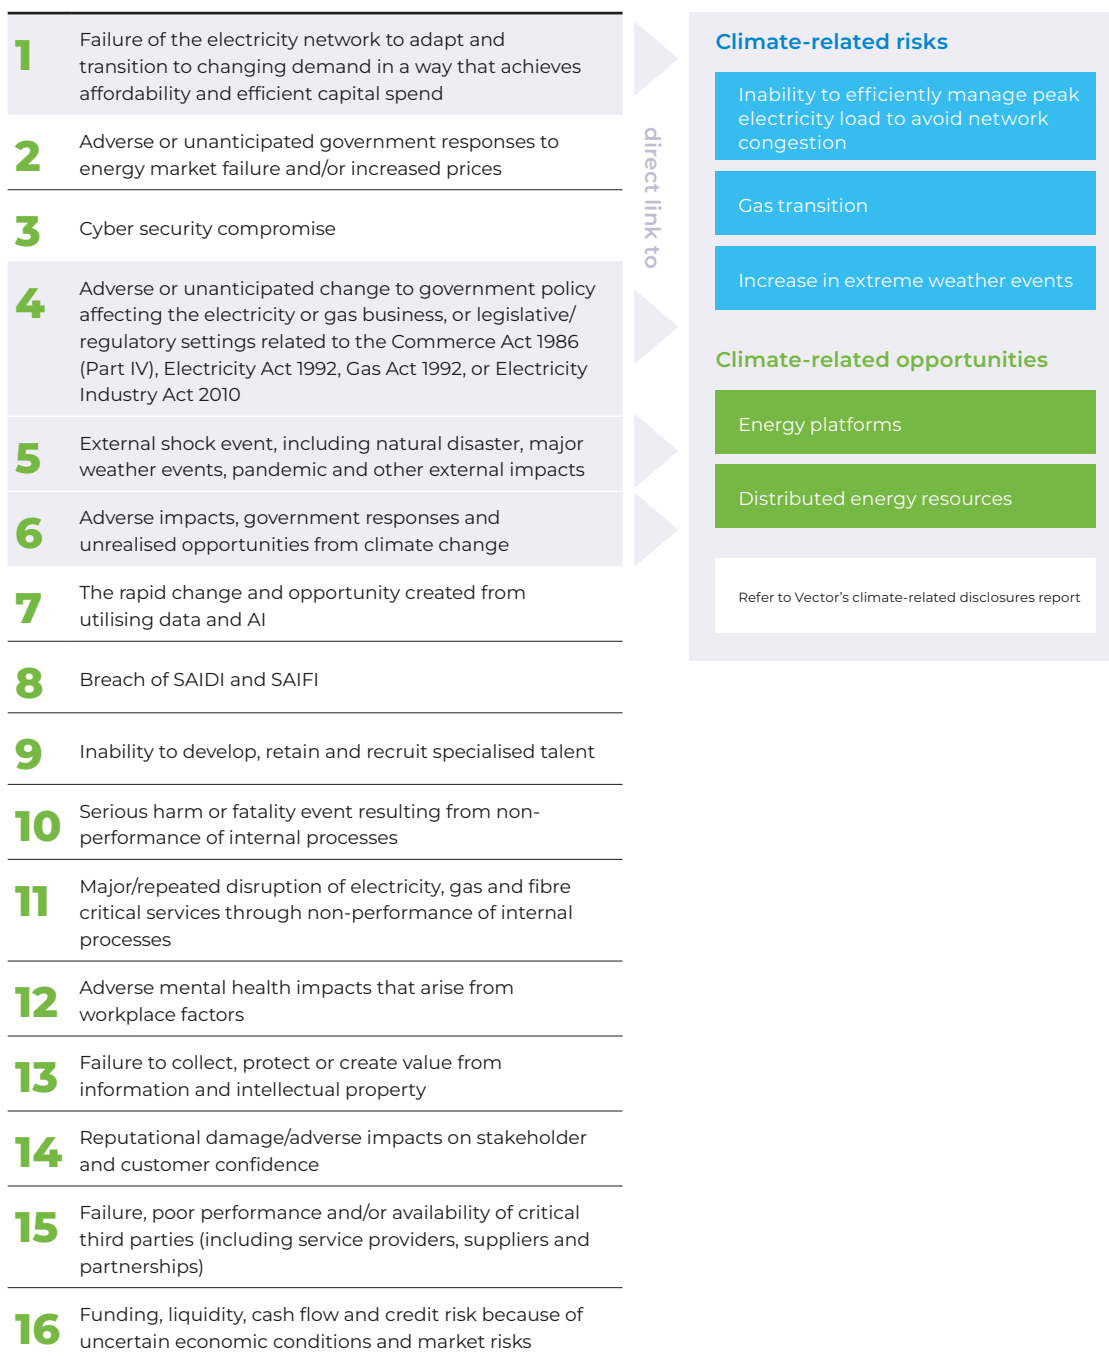 1
Failure of the electricity network to adapt and
transition to changing demand in a way that achieves
affordability and efficient capital spend
2
Adverse or unanticipated government responses to
energy market failure and/or increased prices
3
Cyber security compromise
4
Adverse or unanticipated change to government policy
affecting the electricity or gas business, or legislative/
regulatory settings related to the Commerce Act 1986
(Part IV), Electricity Act 1992, Gas Act 1992, or Electricity
Industry Act 2010
5
External shock event, including natural disaster, major
weather events, pandemic and other external impacts
6
Adverse impacts, government responses and
unrealised opportunities from climate change
7
The rapid change and opportunity created from
utilising data and AI
8
Breach of SAIDI and SAIFI
9
Inability to develop, retain and recruit specialised talent
10
Serious harm or fatality event resulting from non-
performance of internal processes
11
Major/repeated disruption of electricity, gas and fibre
critical services through non-performance of internal
processes
12
Adverse mental health impacts that arise from
workplace factors
13
Failure to collect, protect or create value from
information and intellectual property
14
Reputational damage/adverse impacts on stakeholder
and customer confidence
15
Failure, poor performance and/or availability of critical
third parties (including service providers, suppliers and
partnerships)
16
Funding, liquidity, cash flow and credit risk because of
uncertain economic conditions and market risks
direct link to
Climate-related risks
Inability to efficiently manage peak
electricity load to avoid network
congestion
Gas transition
Increase in extreme weather events
Climate-related opportunities
Energy platforms
Distributed energy resources
Refer to Vector's climate-related disclosures report